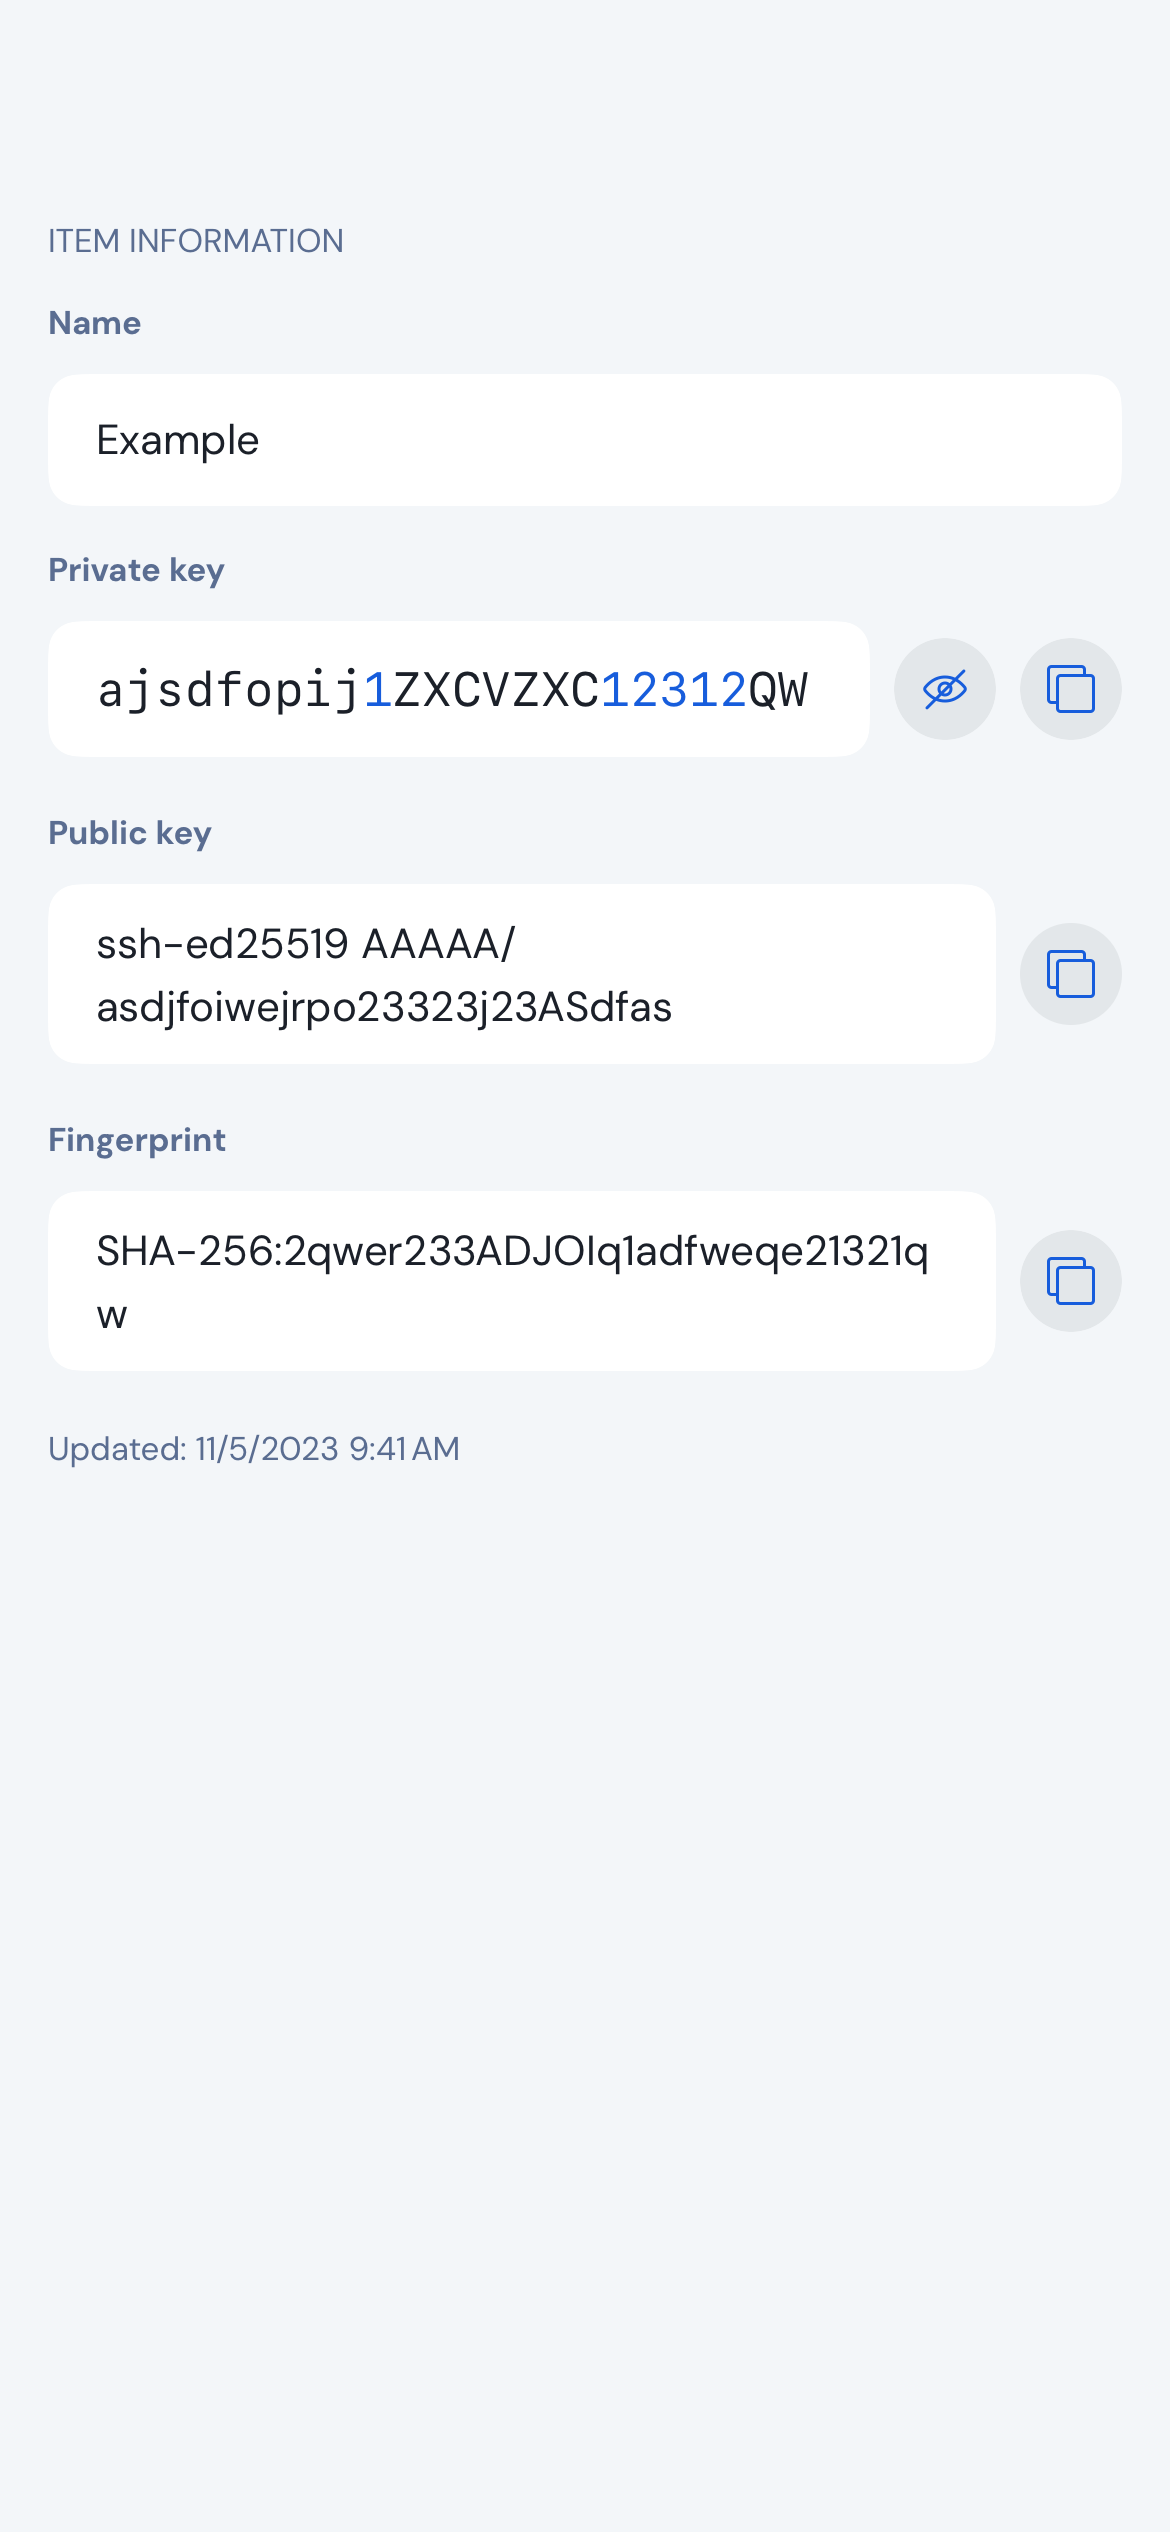 ITEM INFORMATION
Name
Example
Private key
ajsdfopij1ZXCVZXC12312QW
Public key
ssh-ed25519 AAAAA/
asdjfoiwejrpo23323j23ASdfas
Fingerprint
SHA-256:2qwer233ADJOIq1adfweqe21321q
w
Updated: 11/5/2023 9:41 AM